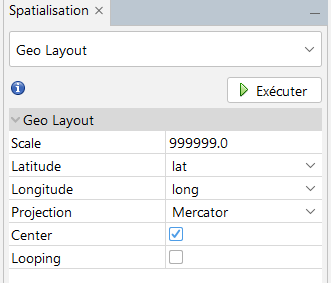 Spatialisation
Geo Layout
Exécuter
Geo Layout
Scale 999999.0
Latitude lat
Longitude long
Projection Mercator
Center
Looping